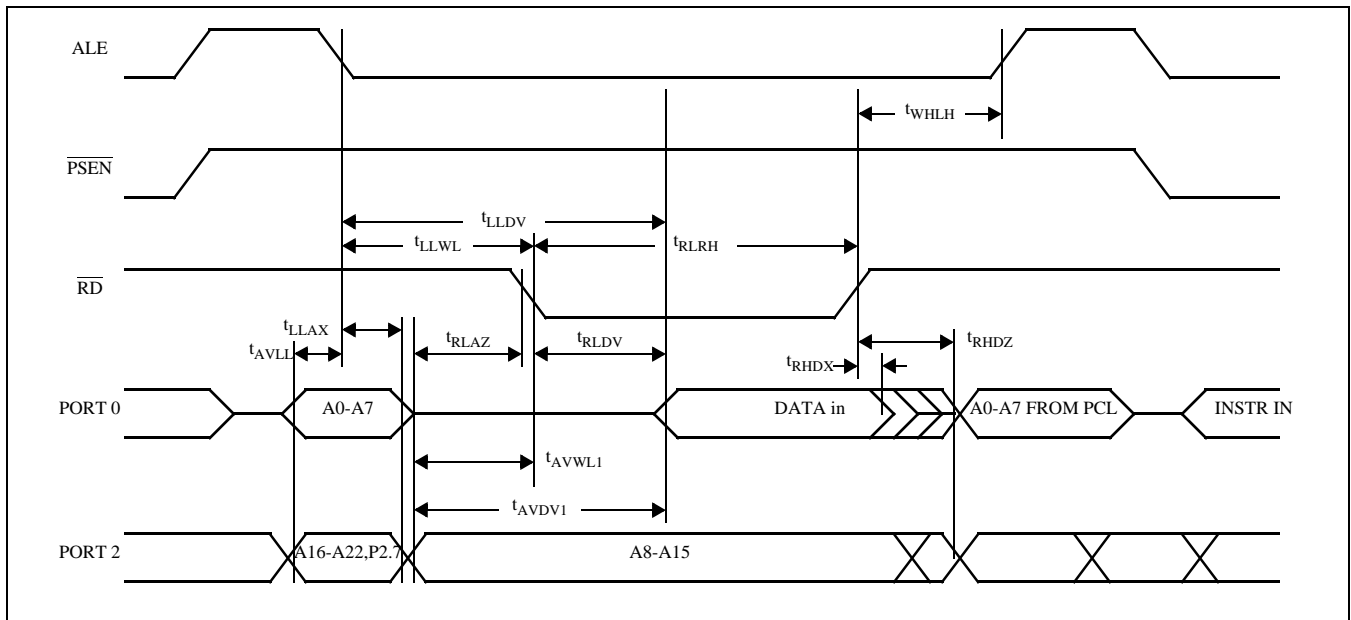 ALE
tWHLH
PSEN
tLLDV
tLLWL
tRLRH
RD
tLLAX
tAVLL
tRLAZ
tRLDV
tRHDZ
tRHDX
PORT 0
A0-A7
DATA in
A0-A7 FROM PCL
INSTR IN
tAVWL1
tAVDV1
PORT 2
A16-A22,P2.7
A8-A15